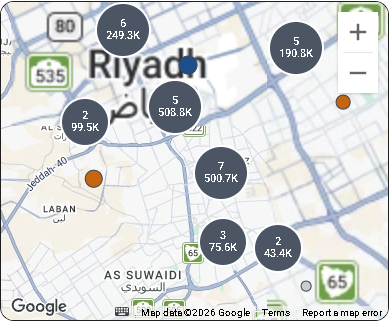 6
249.3K
80
5
190.8K
+
−
Riyadh
535
5
508.8K
2
99.5K
AL S
522
7
500.7K
Jeddah-40
LABAN
لبن
3
75.6K
2
43.4K
65
AS SUWAIDI
السويدي
65
Google
Map data ©2026 Google
Terms
Report a map error